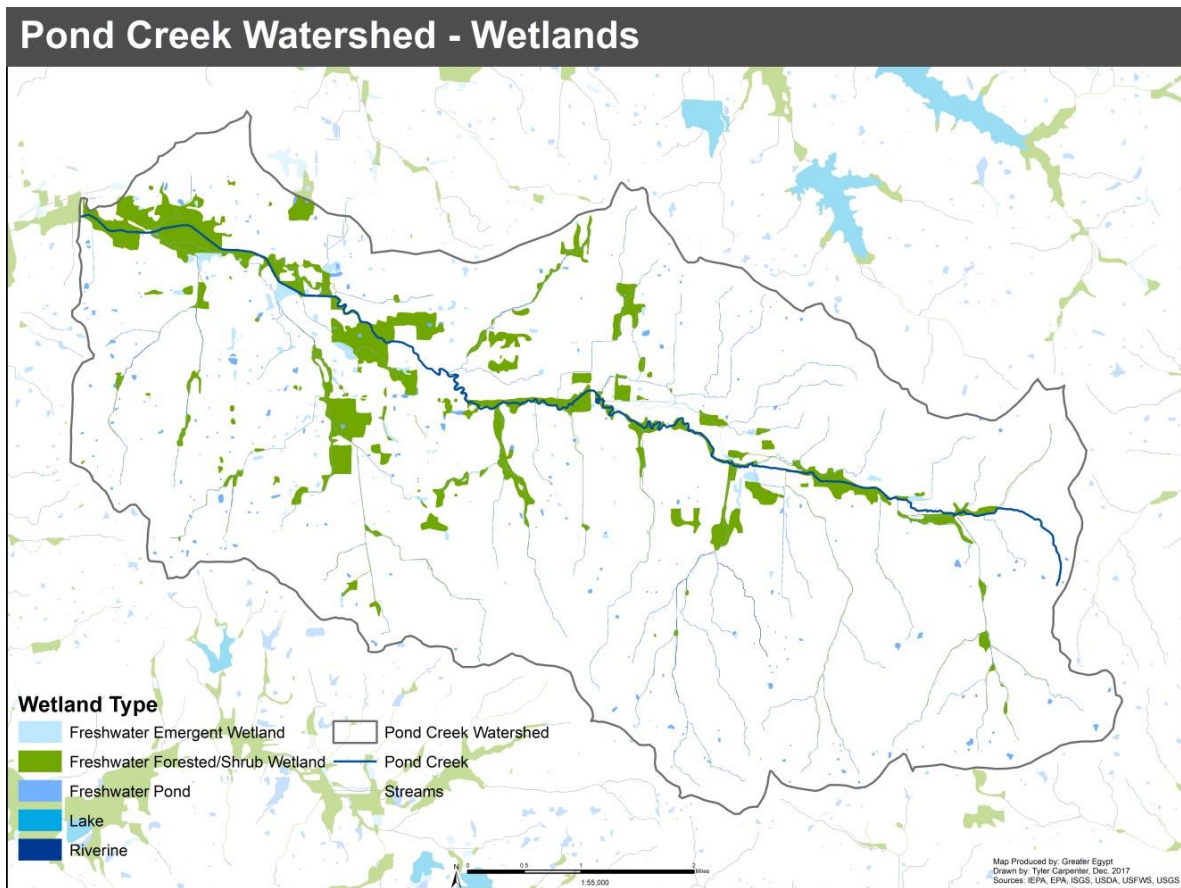 Pond Creek Watershed - Wetlands
Wetland Type
Freshwater Emergent Wetland
Freshwater Forested/Shrub Wetland
Freshwater Pond
Lake
Riverine
Pond Creek Watershed
Pond Creek
Streams
N
0 0.5 1 2
Miles
1:55,000
Map Produced by: Greater Egypt
Drawn by: Tyler Carpenter, Dec. 2017
Sources: IEPA, EPA, ISGS, USDA, USFWS, USGS